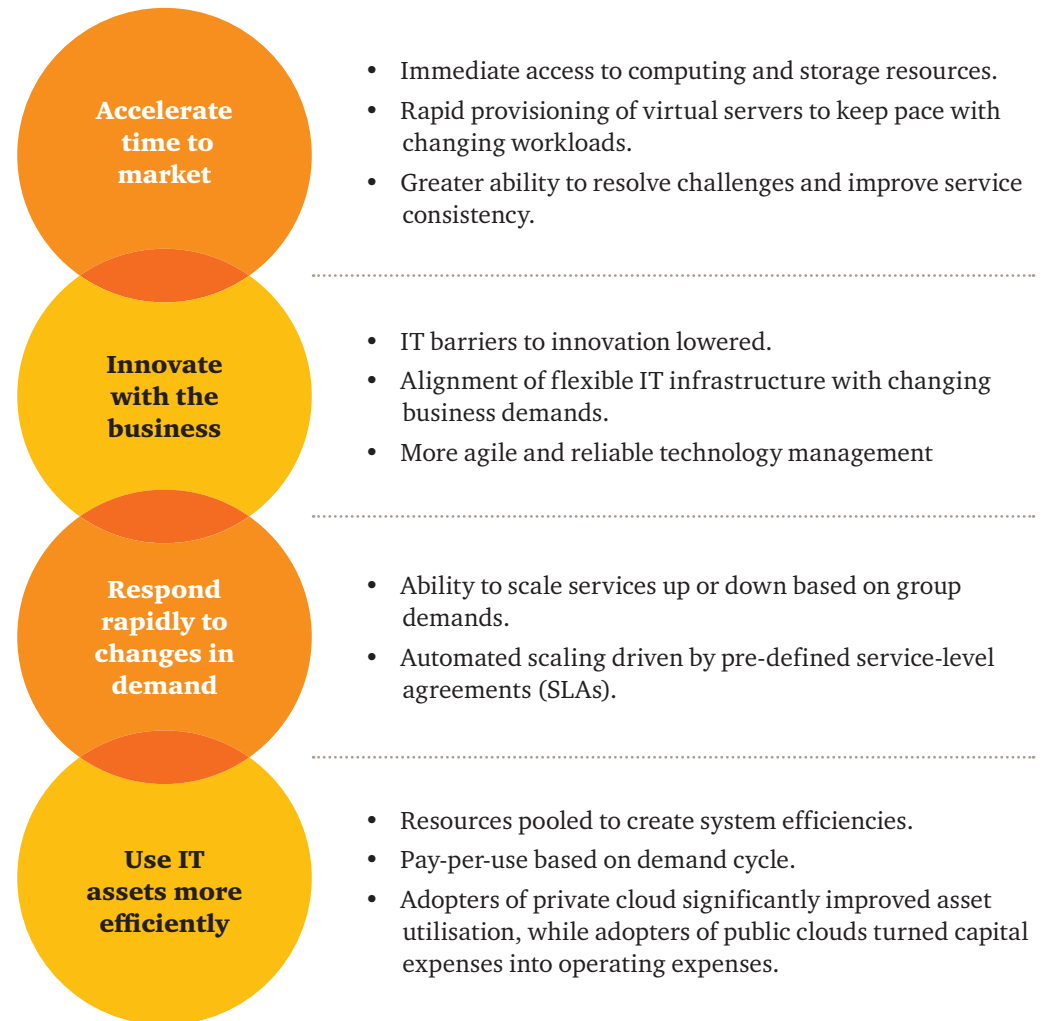 Accelerate
time to
market
• Immediate access to computing and storage resources.
• Rapid provisioning of virtual servers to keep pace with
changing workloads.
• Greater ability to resolve challenges and improve service
consistency.
Innovate
with the
business
• IT barriers to innovation lowered.
• Alignment of flexible IT infrastructure with changing
business demands.
• More agile and reliable technology management
Respond
rapidly to
changes in
demand
• Ability to scale services up or down based on group
demands.
• Automated scaling driven by pre-defined service-level
agreements (SLAs).
Use IT
assets more
efficiently
• Resources pooled to create system efficiencies.
• Pay-per-use based on demand cycle.
• Adopters of private cloud significantly improved asset
utilisation, while adopters of public clouds turned capital
expenses into operating expenses.